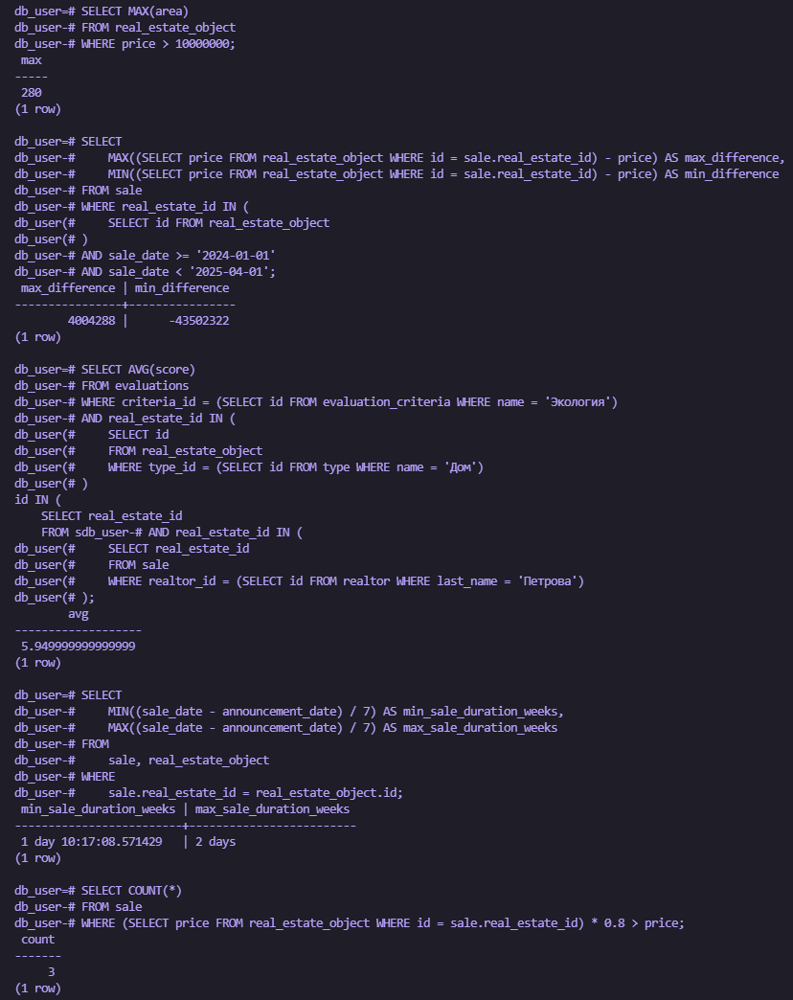 db_user=# SELECT MAX(area)
db_user-# FROM real_estate_object
db_user-# WHERE price > 10000000;
 max
-----
 280
(1 row)

db_user=# SELECT
db_user-#     MAX((SELECT price FROM real_estate_object WHERE id = sale.real_estate_id) - price) AS max_difference,
db_user-#     MIN((SELECT price FROM real_estate_object WHERE id = sale.real_estate_id) - price) AS min_difference
db_user-# FROM sale
db_user-# WHERE real_estate_id IN (
db_user(#     SELECT id FROM real_estate_object
db_user(# )
db_user-# AND sale_date >= '2024-01-01'
db_user-# AND sale_date < '2025-04-01';
 max_difference | min_difference
----------------+----------------
        4004288 |      -43502322
(1 row)

db_user=# SELECT AVG(score)
db_user-# FROM evaluations
db_user-# WHERE criteria_id = (SELECT id FROM evaluation_criteria WHERE name = 'Экология')
db_user-# AND real_estate_id IN (
db_user(#     SELECT id
db_user(#     FROM real_estate_object
db_user(#     WHERE type_id = (SELECT id FROM type WHERE name = 'Дом')
db_user(# )
id IN (
    SELECT real_estate_id
    FROM sdb_user-# AND real_estate_id IN (
db_user(#     SELECT real_estate_id
db_user(#     FROM sale
db_user(#     WHERE realtor_id = (SELECT id FROM realtor WHERE last_name = 'Петрова')
db_user(# );
        avg
-------------------
 5.949999999999999
(1 row)

db_user=# SELECT
db_user-#     MIN((sale_date - announcement_date) / 7) AS min_sale_duration_weeks,
db_user-#     MAX((sale_date - announcement_date) / 7) AS max_sale_duration_weeks
db_user-# FROM
db_user-#     sale, real_estate_object
db_user-# WHERE
db_user-#     sale.real_estate_id = real_estate_object.id;
 min_sale_duration_weeks | max_sale_duration_weeks
-------------------------+-------------------------
 1 day 10:17:08.571429   | 2 days
(1 row)

db_user=# SELECT COUNT(*)
db_user-# FROM sale
db_user-# WHERE (SELECT price FROM real_estate_object WHERE id = sale.real_estate_id) * 0.8 > price;
 count
-------
     3
(1 row)